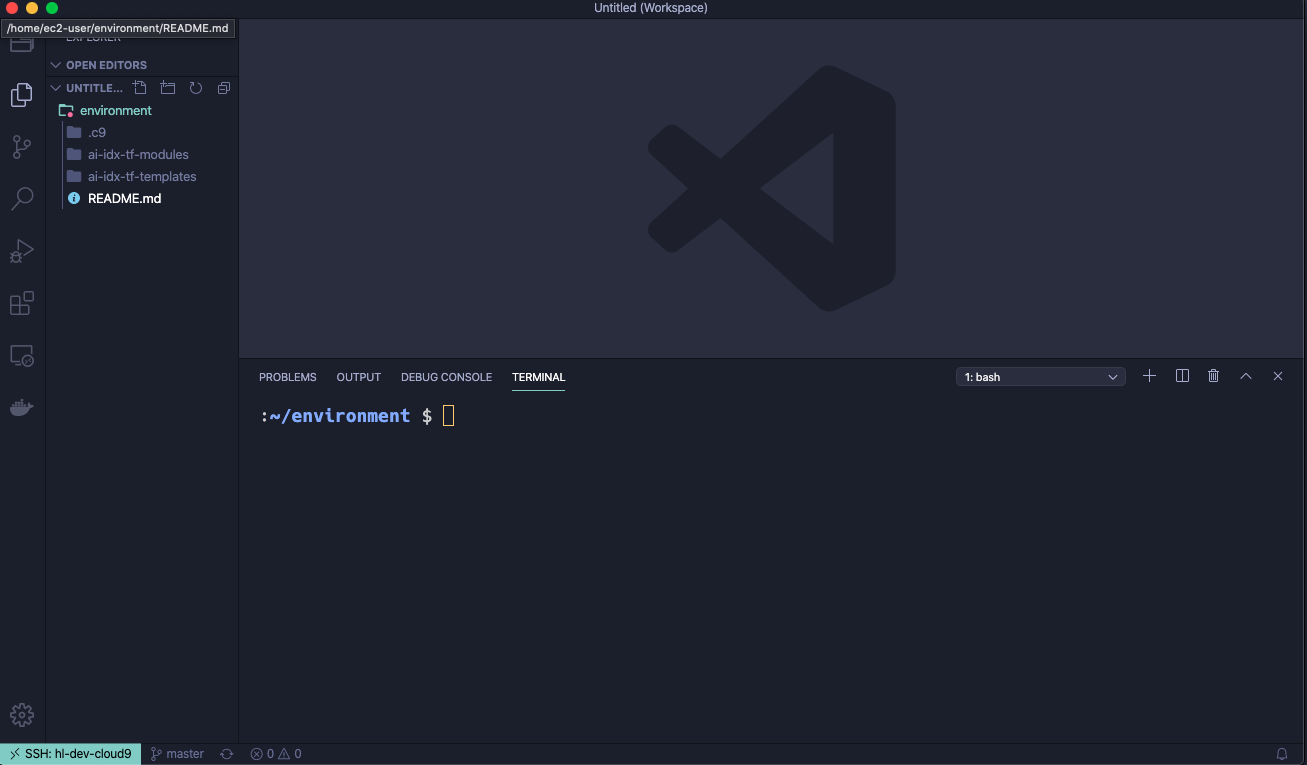 Untitled (Workspace)
/home/ec2-user/environment/README.md
EXPLORER
OPEN EDITORS
UNTITLE...
environment
.c9
ai-idx-tf-modules
ai-idx-tf-templates
README.md
PROBLEMS OUTPUT DEBUG CONSOLE TERMINAL 1: bash
:~/environment $
SSH: hl-dev-cloud9 master 0 0